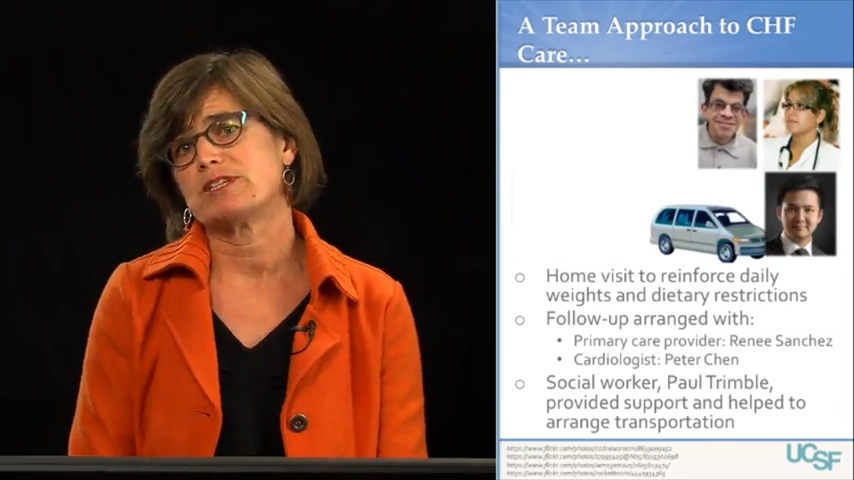 A Team Approach to CHF
Care...
Home visit to reinforce daily
weights and dietary restrictions
Follow-up arranged with:
Primary care provider: Renee Sanchez
Cardiologist: Peter Chen
Social worker, Paul Trimble,
provided support and helped to
arrange transportation
UCSF